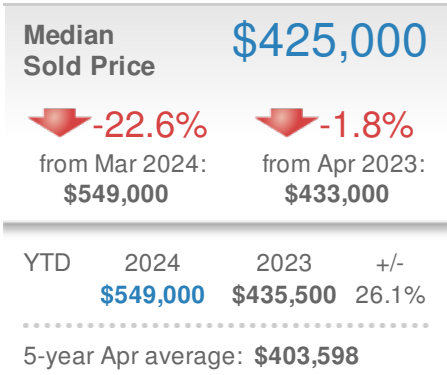 Median
Sold Price
$425,000
-22.6%
from Mar 2024:
$549,000
-1.8%
from Apr 2023:
$433,000
YTD 2024 2023 +/-
$549,000 $435,500 26.1%
5-year Apr average: $403,598